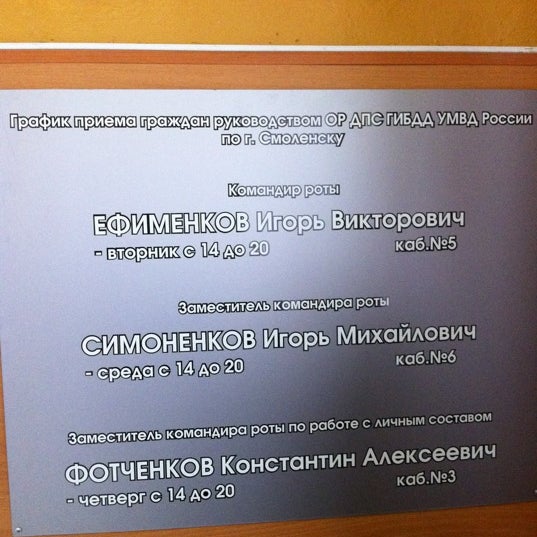 График приема граждан руководством ОР ДПС ГИБДД УМВД России
по г. Смоленску
Командир роты
ЕФИМЕНКОВ Игорь Викторович
- вторник с 14 до 20 каб.№5
Заместитель командира роты
СИМОНЕНКОВ Игорь Михайлович
- среда с 14 до 20 каб.№6
Заместитель командира роты по работе с личным составом
ФОТЧЕНКОВ Константин Алексеевич
- четверг с 14 до 20 каб.№3